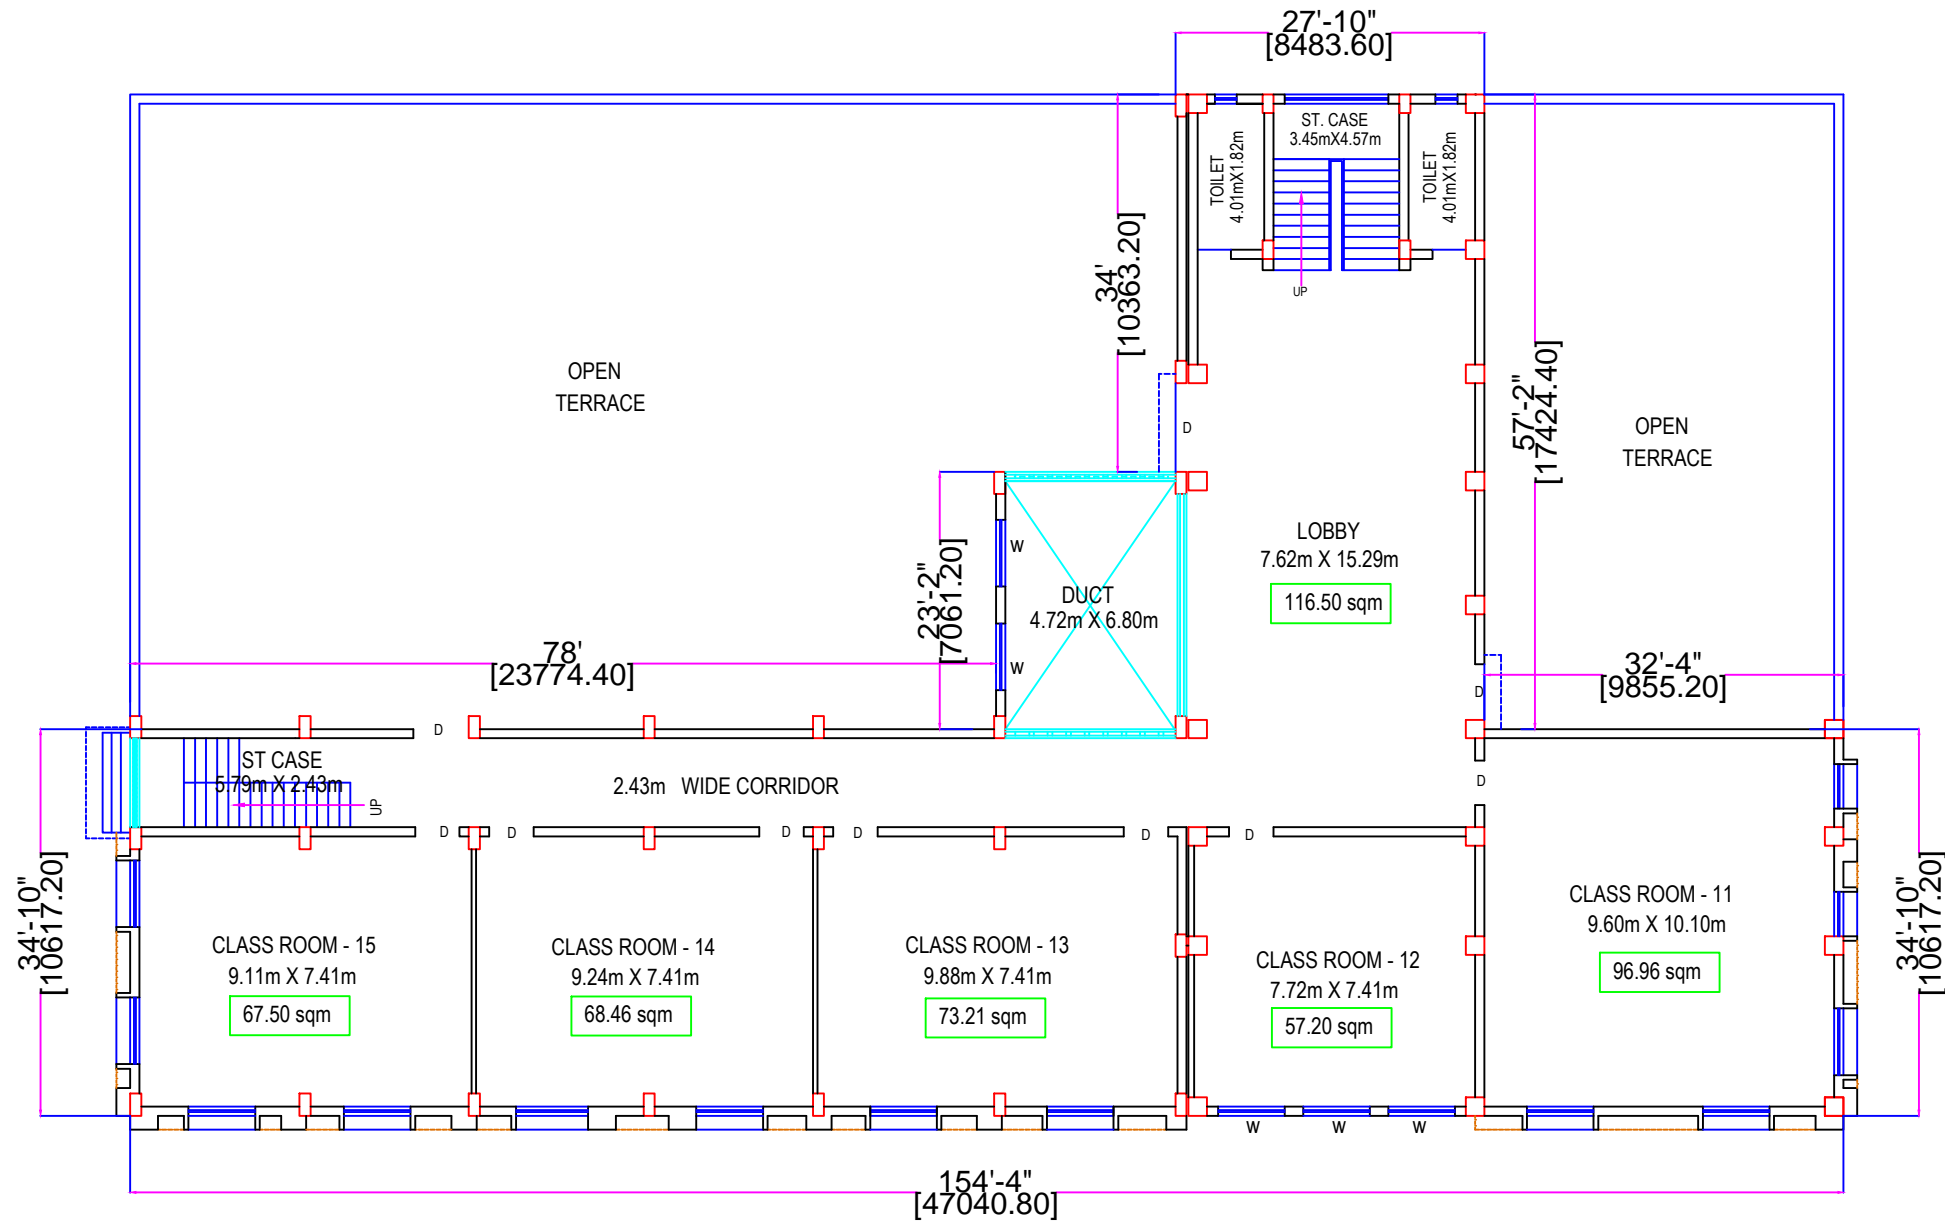 27'-10"
[8483.60]
ST. CASE
3.45mX4.57m
TOILET
4.01mX1.82m
TOILET
4.01mX1.82m
UP
34'
[10363.20]
57'-2"
[17424.40]
OPEN
TERRACE
OPEN
TERRACE
D
LOBBY
7.62m X 15.29m
116.50 sqm
W
DUCT
4.72m X 6.80m
W
23'-2"
[7061.20]
78'
[23774.40]
32'-4"
[9855.20]
D
D
ST CASE
5.79m X 2.43m
UP
2.43m WIDE CORRIDOR
D
D
D
D
D
D
D
34'-10"
[10617.20]
34'-10"
[10617.20]
CLASS ROOM - 15
9.11m X 7.41m
67.50 sqm
CLASS ROOM - 14
9.24m X 7.41m
68.46 sqm
CLASS ROOM - 13
9.88m X 7.41m
73.21 sqm
CLASS ROOM - 12
7.72m X 7.41m
57.20 sqm
CLASS ROOM - 11
9.60m X 10.10m
96.96 sqm
W
W
W
154'-4"
[47040.80]